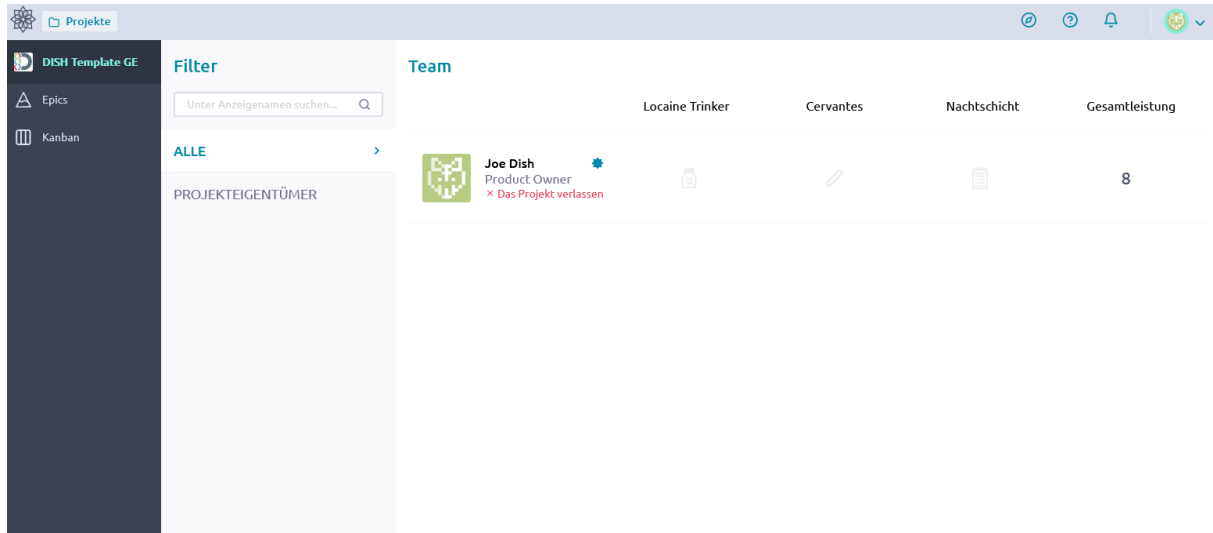 Projekte
DISH Template GE
Epics
Kanban
Filter
Unter Anzeigenamen suchen...
ALLE
PROJEKTEIGENTÜMER
Team
Locaine Trinker Cervantes Nachtschicht Gesamtleistung
Joe Dish
Product Owner
× Das Projekt verlassen
8